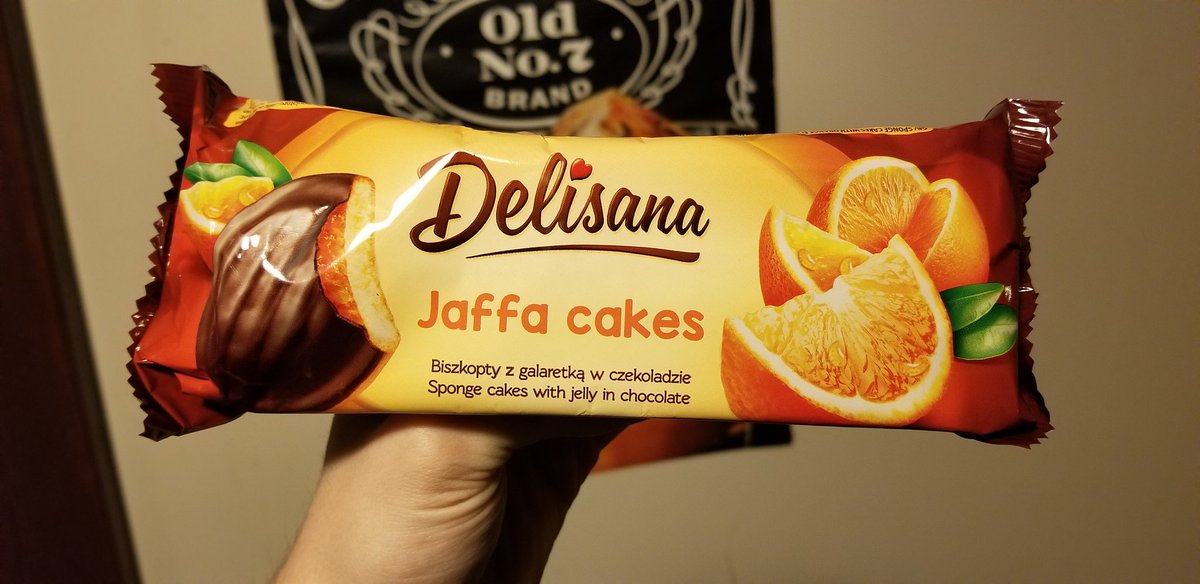 Old
No.7
BRAND
Delisana
Jaffa cakes
Biszkopty z galaretką w czekoladzie
Sponge cakes with jelly in chocolate